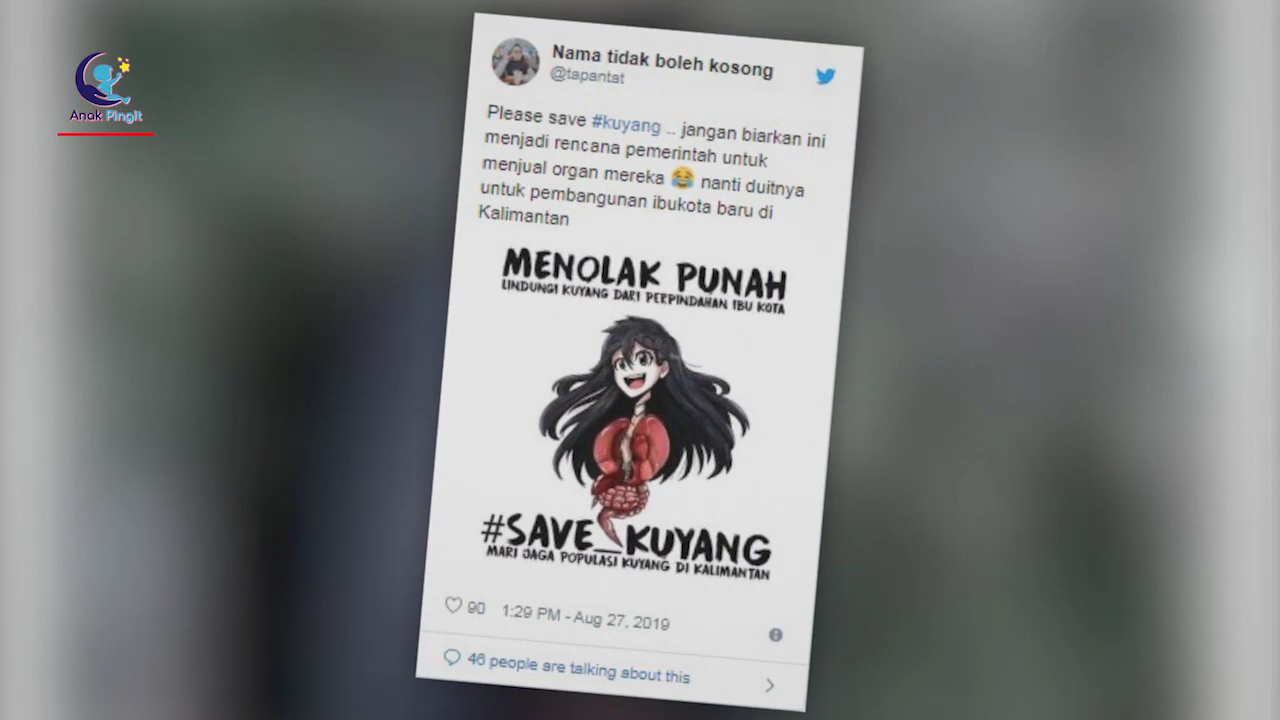 Anak Pingit
Nama tidak boleh kosong
@tapantat
Please save #kuyang .. jangan biarkan ini
menjadi rencana pemerintah untuk
menjual organ mereka 😂 nanti duitnya
untuk pembangunan ibukota baru di
Kalimantan
MENOLAK PUNAH
LINDUNGI KUYANG DARI PERPINDAHAN IBU KOTA
#SAVE_KUYANG
MARI JAGA POPULASI KUYANG DI KALIMANTAN
90 1:29 PM - Aug 27, 2019
46 people are talking about this